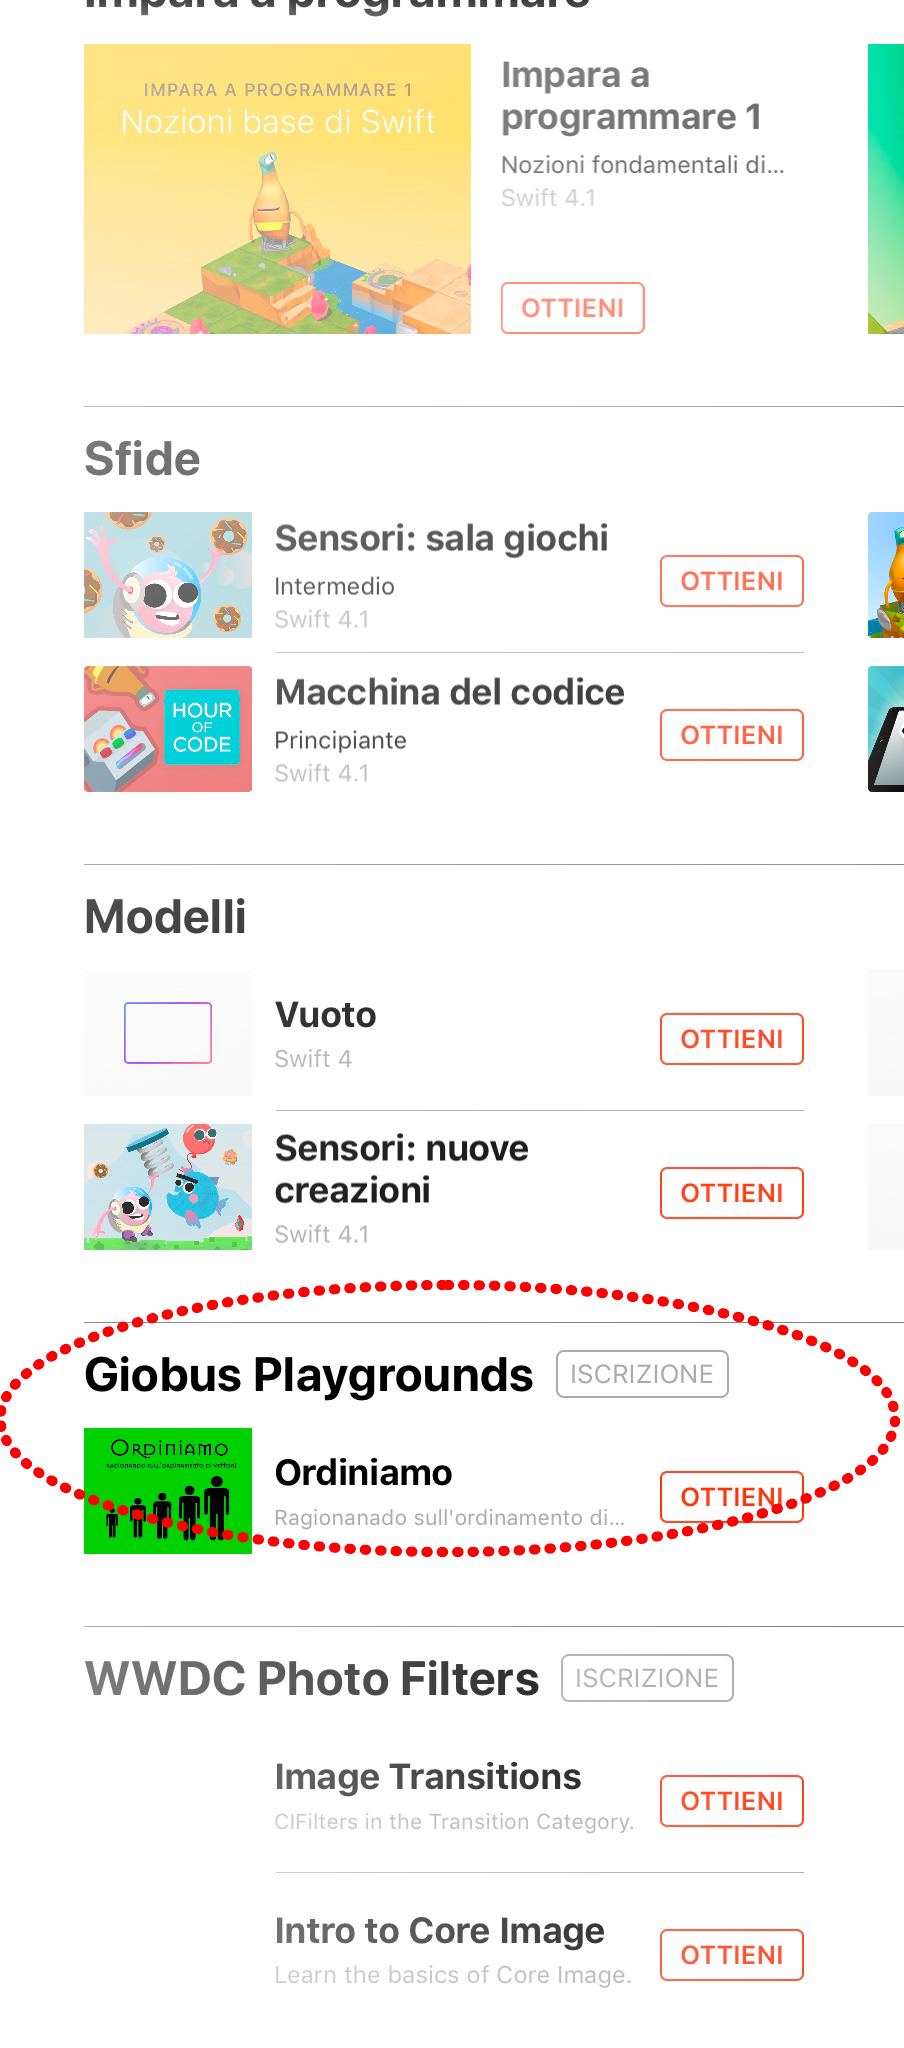 Impara a programmare
IMPARA A PROGRAMMARE 1
Nozioni base di Swift
Impara a
programmare 1
Nozioni fondamentali di...
Swift 4.1
OTTIENI
Sfide
Sensori: sala giochi
Intermedio
Swift 4.1
OTTIENI
HOUR
OF
CODE
Macchina del codice
Principiante
Swift 4.1
OTTIENI
Modelli
Vuoto
Swift 4
OTTIENI
Sensori: nuove
creazioni
Swift 4.1
OTTIENI
Giobus Playgrounds
ISCRIZIONE
ORDINIAMO
RAGIONANDO SULL'ORDINAMENTO DI VETTORI
Ordiniamo
Ragionanado sull'ordinamento di...
OTTIENI
WWDC Photo Filters
ISCRIZIONE
Image Transitions
CIFilters in the Transition Category.
OTTIENI
Intro to Core Image
Learn the basics of Core Image.
OTTIENI